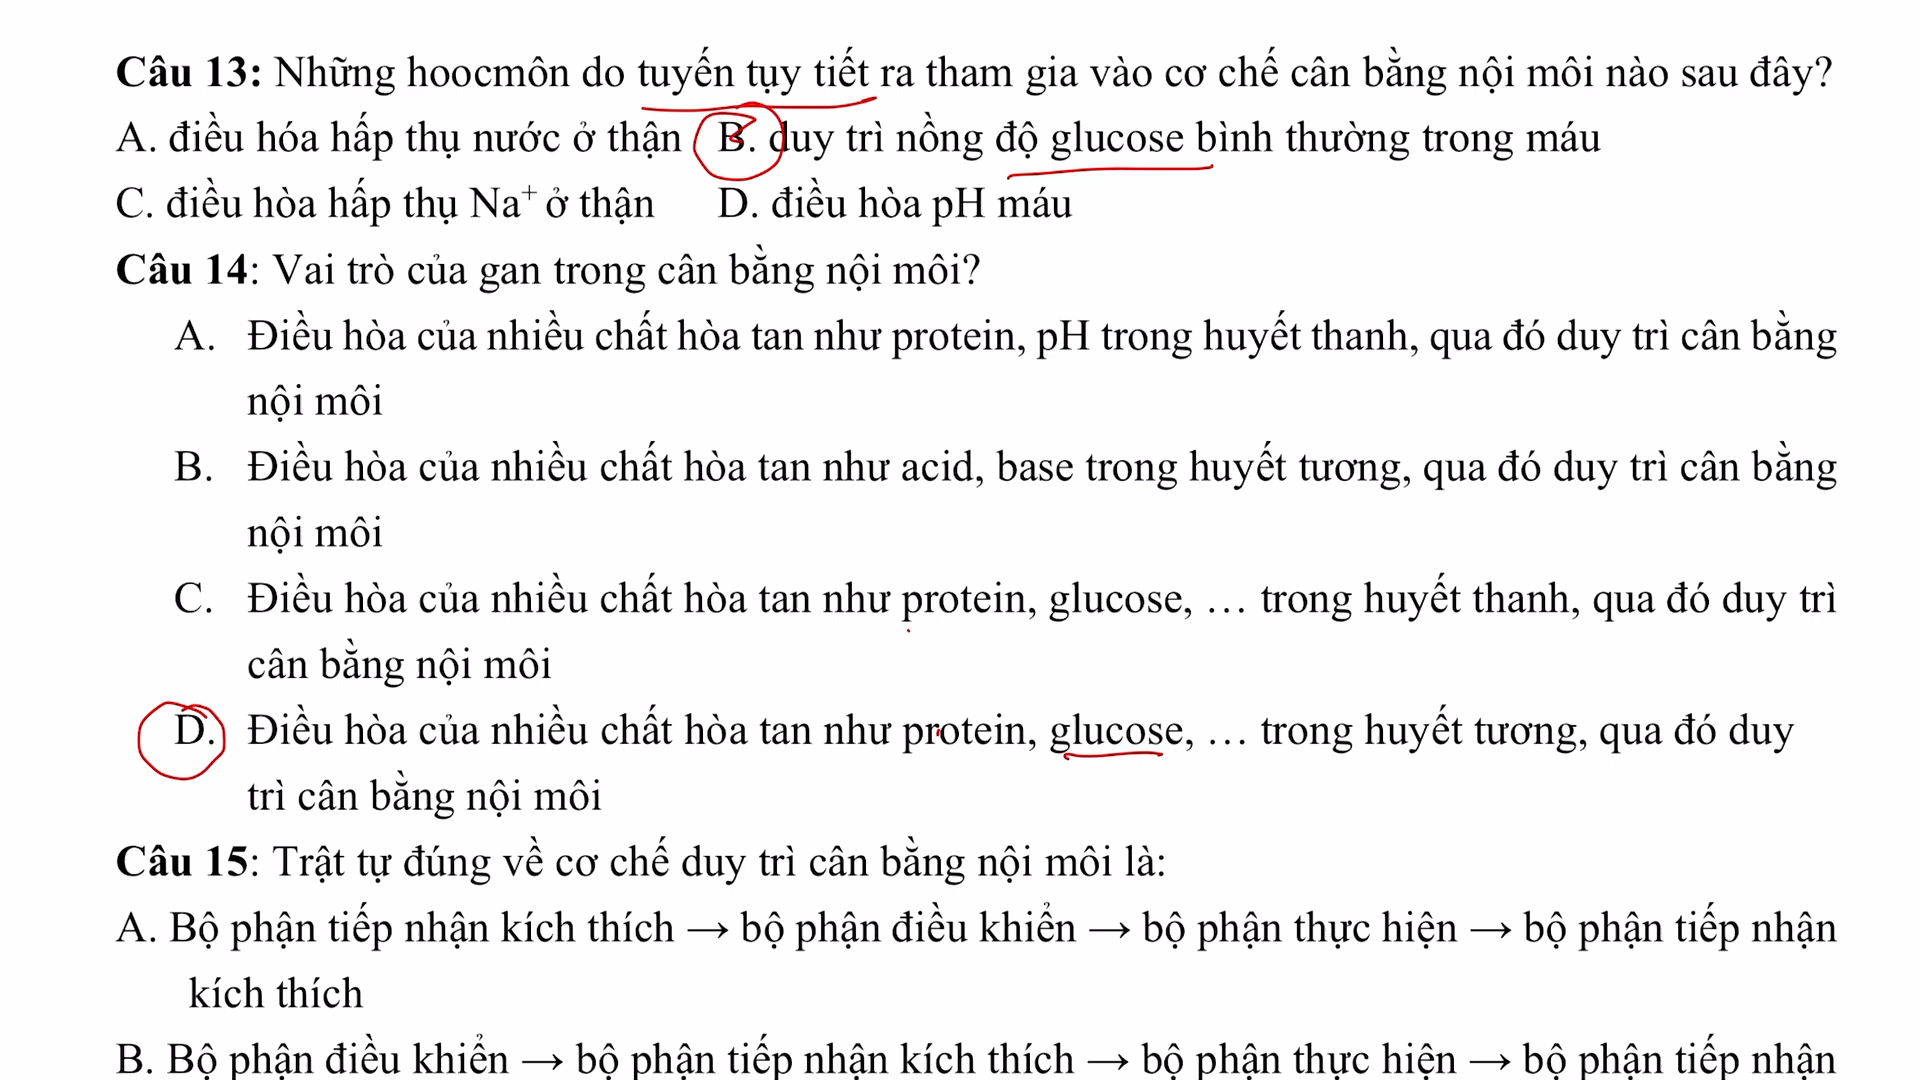 Câu 13: Những hoocmôn do tuyến tụy tiết ra tham gia vào cơ chế cân bằng nội môi nào sau đây?
A. điều hóa hấp thụ nước ở thận B. duy trì nồng độ glucose bình thường trong máu
C. điều hòa hấp thụ Na⁺ ở thận D. điều hòa pH máu
Câu 14: Vai trò của gan trong cân bằng nội môi?
A. Điều hòa của nhiều chất hòa tan như protein, pH trong huyết thanh, qua đó duy trì cân bằng
nội môi
B. Điều hòa của nhiều chất hòa tan như acid, base trong huyết tương, qua đó duy trì cân bằng
nội môi
C. Điều hòa của nhiều chất hòa tan như protein, glucose, … trong huyết thanh, qua đó duy trì
cân bằng nội môi
D. Điều hòa của nhiều chất hòa tan như protein, glucose, … trong huyết tương, qua đó duy
trì cân bằng nội môi
Câu 15: Trật tự đúng về cơ chế duy trì cân bằng nội môi là:
A. Bộ phận tiếp nhận kích thích → bộ phận điều khiển → bộ phận thực hiện → bộ phận tiếp nhận
kích thích
B. Bộ phận điều khiển → bộ phận tiếp nhận kích thích → bộ phận thực hiện → bộ phận tiếp nhận